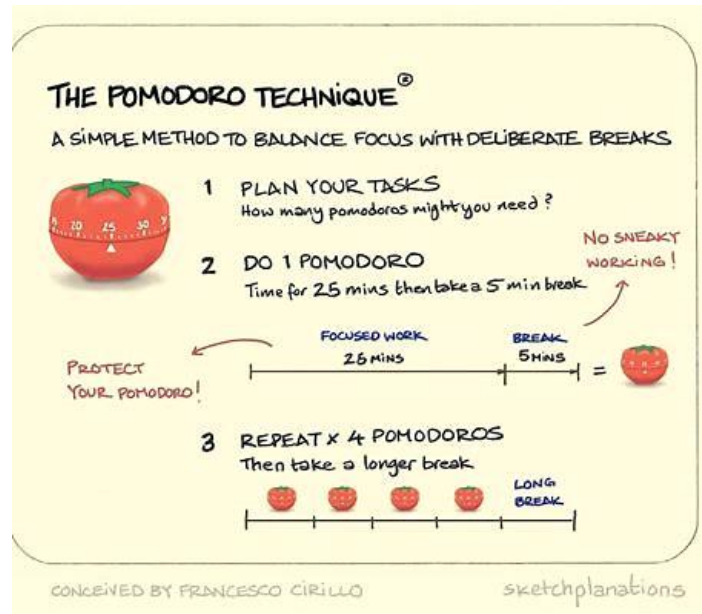 THE POMODORO TECHNIQUE®
A SIMPLE METHOD TO BALANCE FOCUS WITH DELIBERATE BREAKS
1 PLAN YOUR TASKS
How many pomodoros might you need?
20 25 30
2 DO 1 POMODORO
Time for 25 mins then take a 5 min break
NO SNEAKY
WORKING!
FOCUSED WORK
25 MINS
BREAK
5 MINS
=
PROTECT
YOUR POMODORO!
3 REPEAT x 4 POMODOROS
Then take a longer break
LONG
BREAK
CONCEIVED BY FRANCESCO CIRILLO
sketchplanations